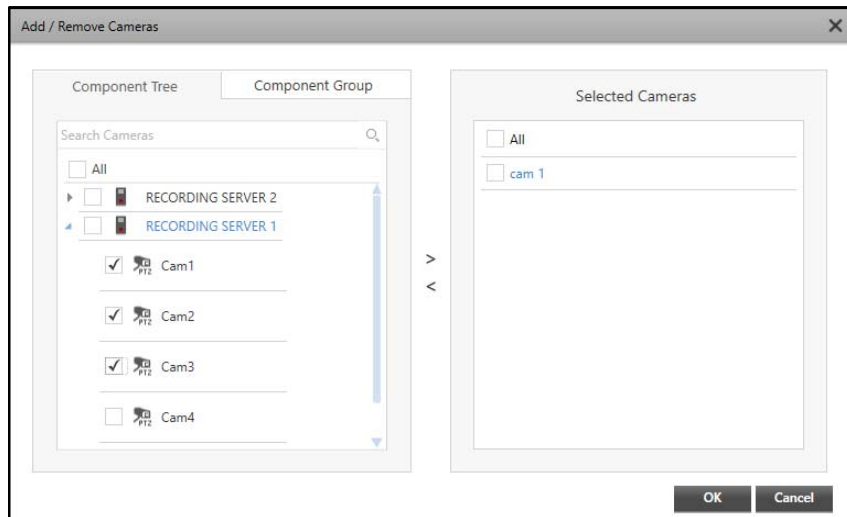 Add / Remove Cameras
Component Tree
Component Group
Search Cameras
All
RECORDING SERVER 2
RECORDING SERVER 1
Cam1
Cam2
Cam3
Cam4
>
<
Selected Cameras
All
cam 1
OK
Cancel